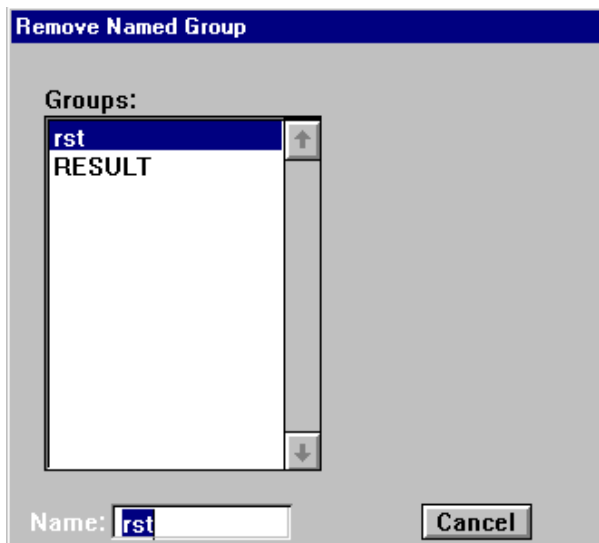 Remove Named Group
Groups:
rst
RESULT
Name: rst
Cancel